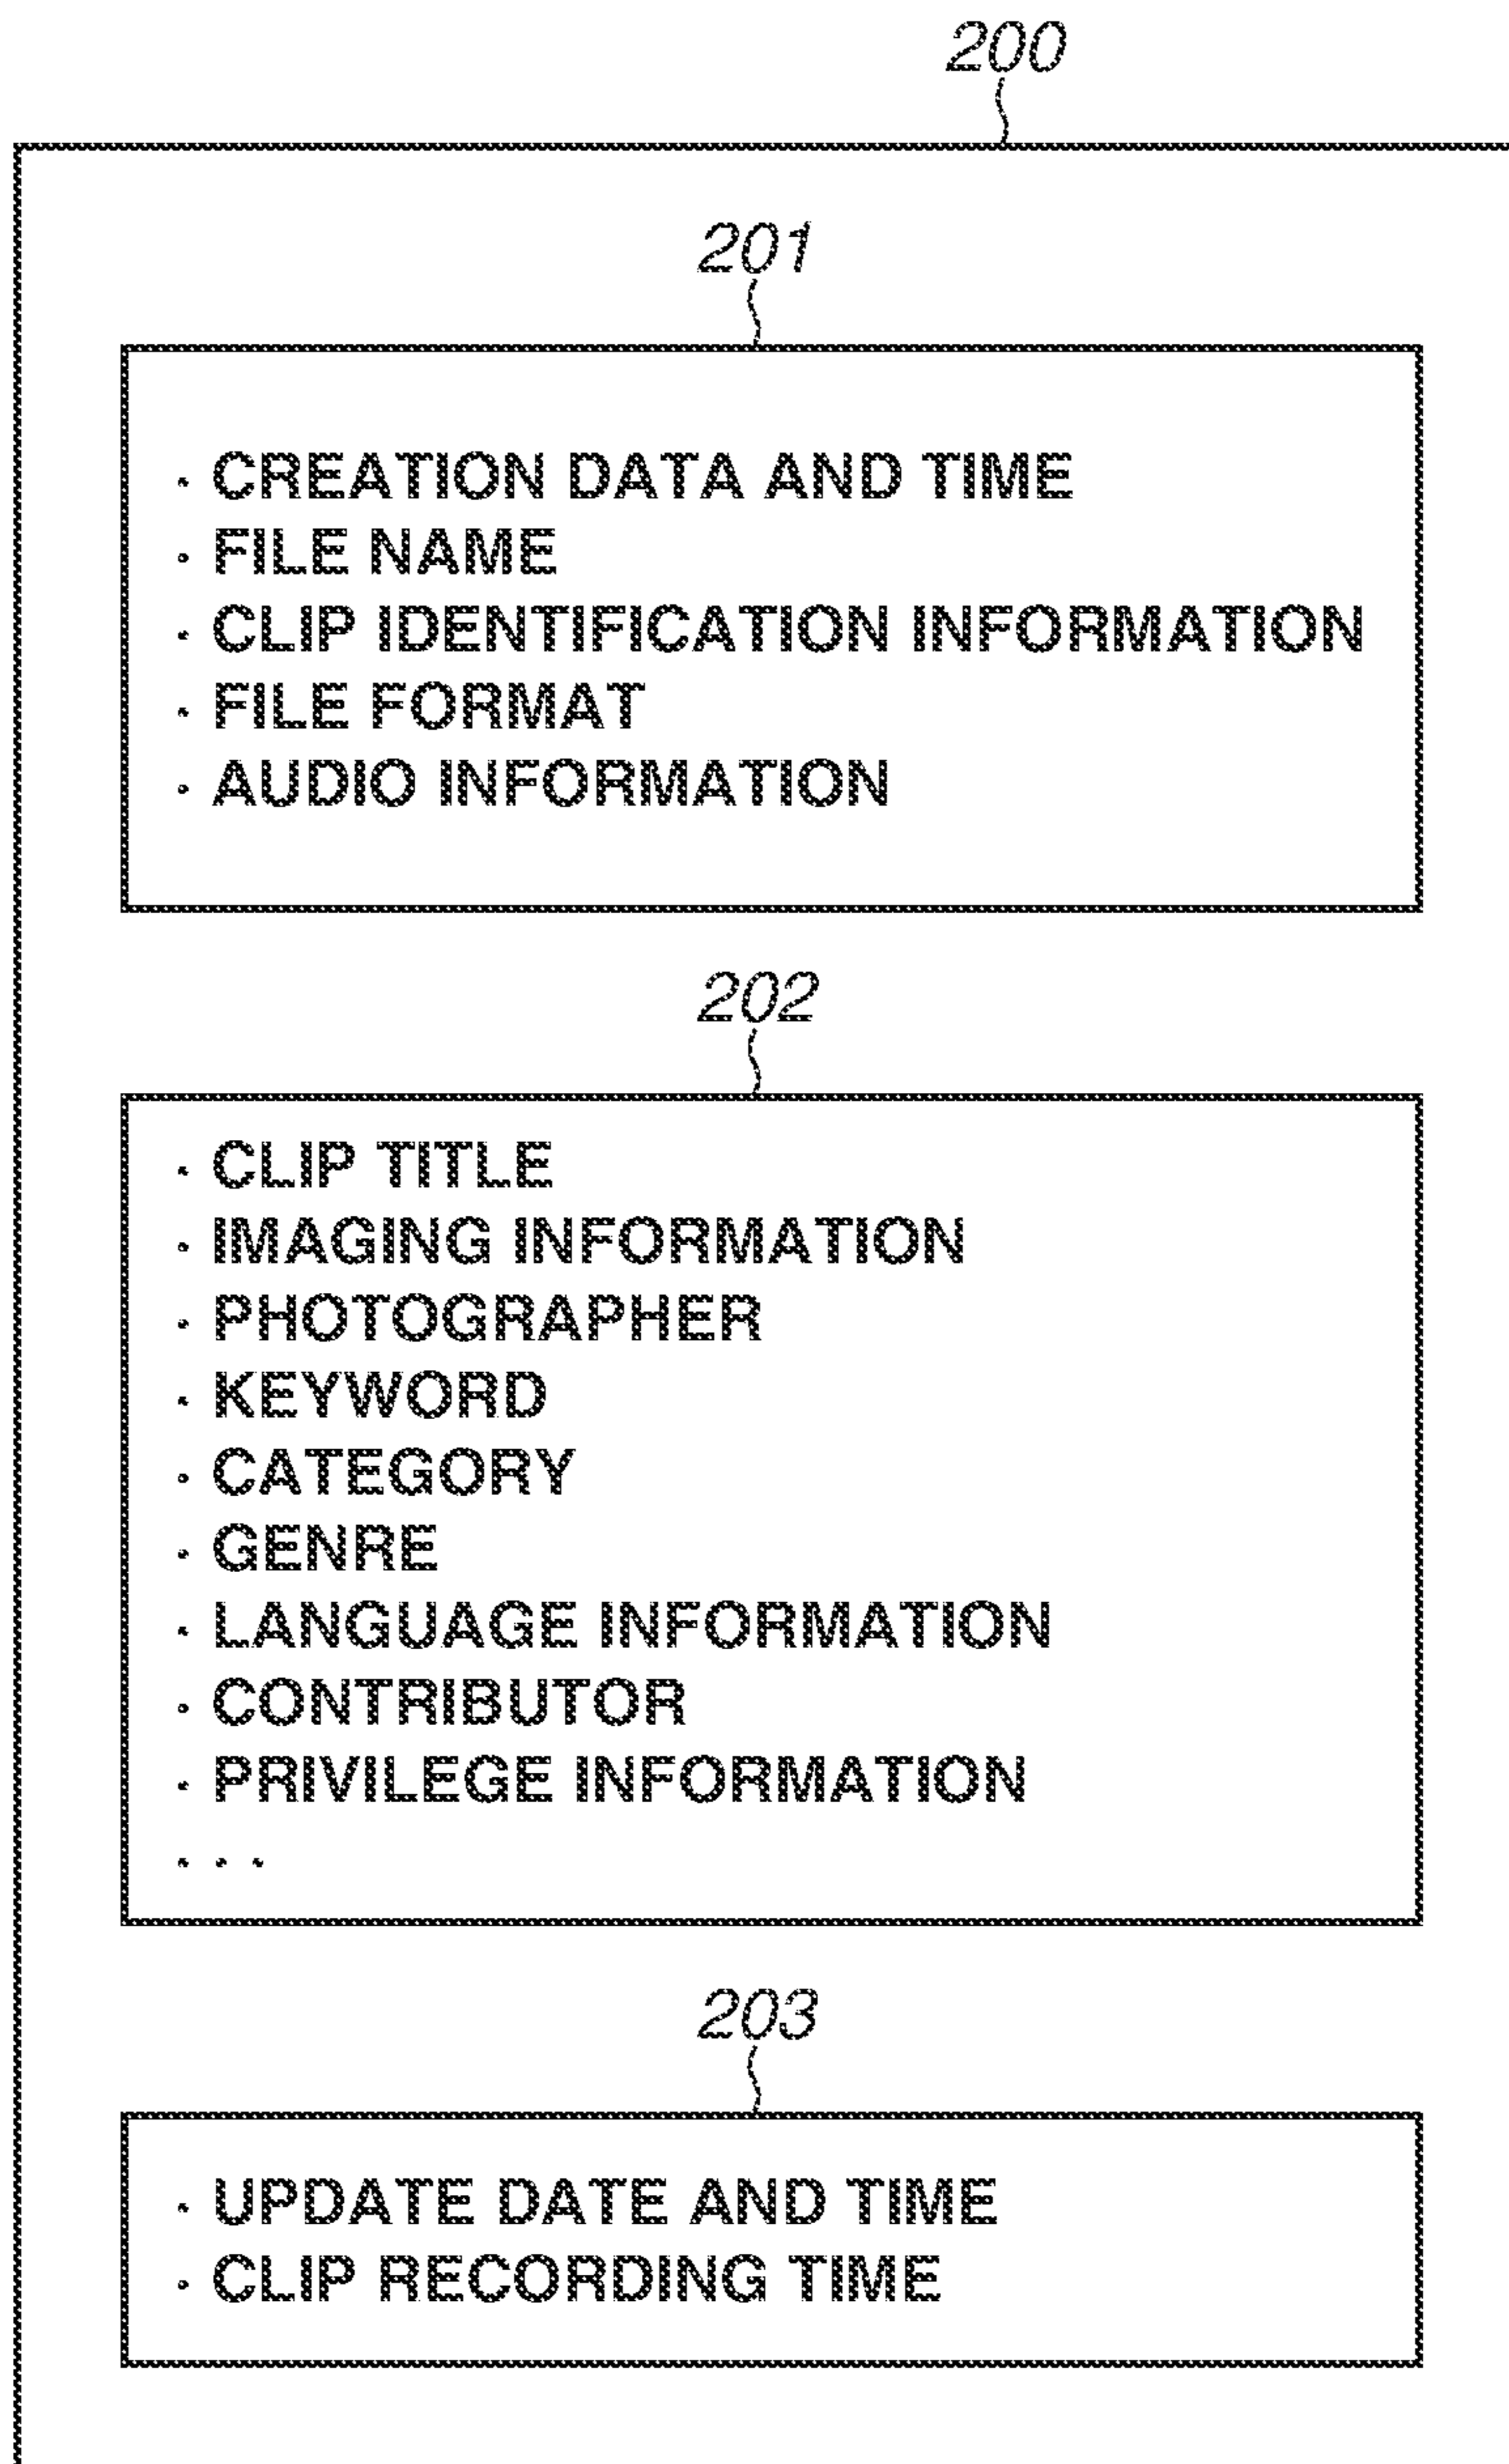 200
201
· CREATION DATA AND TIME
· FILE NAME
· CLIP IDENTIFICATION INFORMATION
· FILE FORMAT
· AUDIO INFORMATION
202
· CLIP TITLE
· IMAGING INFORMATION
· PHOTOGRAPHER
· KEYWORD
· CATEGORY
· GENRE
· LANGUAGE INFORMATION
· CONTRIBUTOR
· PRIVILEGE INFORMATION
· · ·
203
· UPDATE DATE AND TIME
· CLIP RECORDING TIME